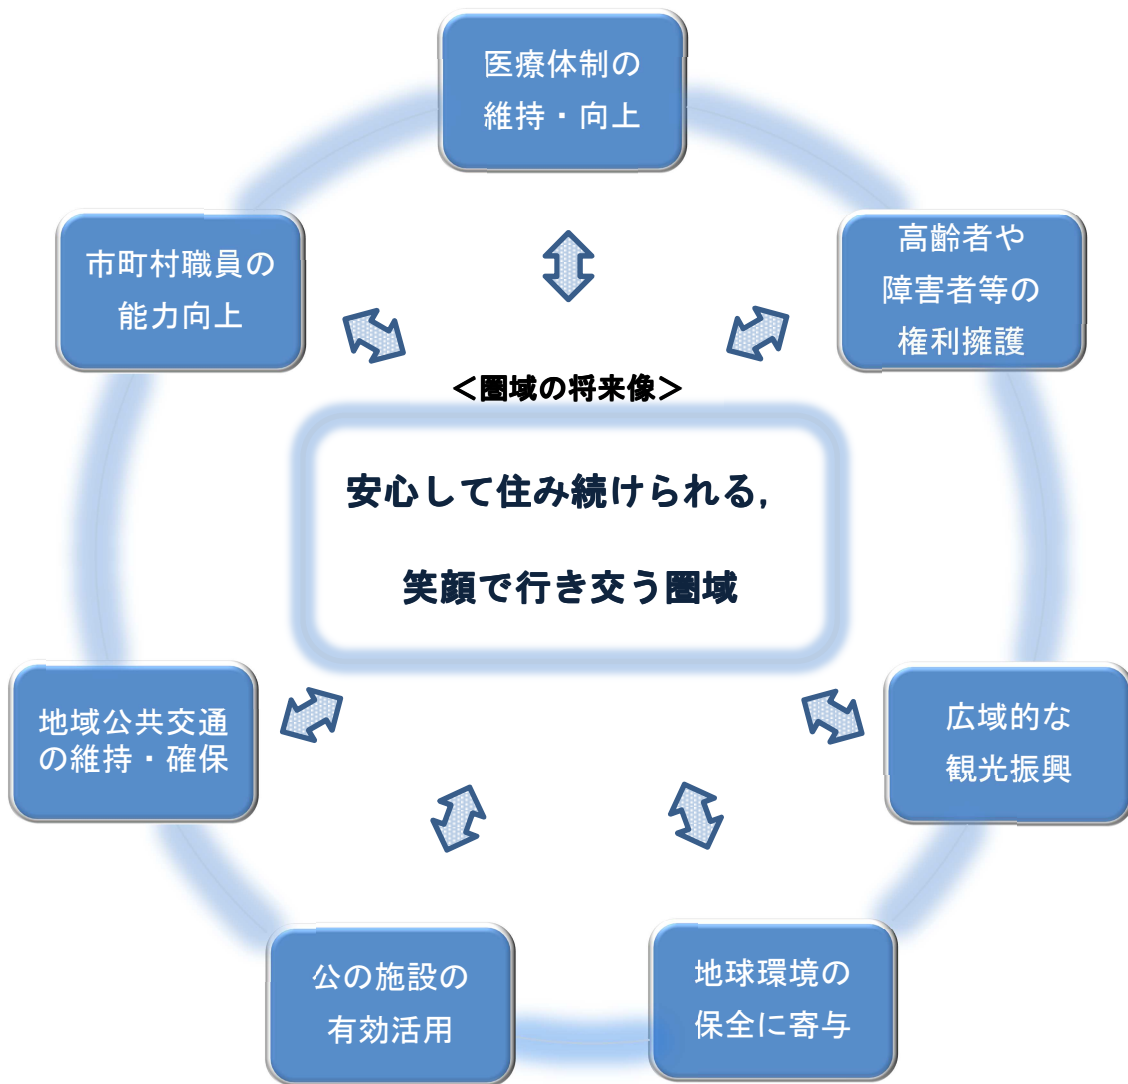 医療体制の
維持・向上
市町村職員の
能力向上
高齢者や
障害者等の
権利擁護
＜圏域の将来像＞
安心して住み続けられる，
笑顔で行き交う圏域
地域公共交通
の維持・確保
広域的な
観光振興
公の施設の
有効活用
地球環境の
保全に寄与